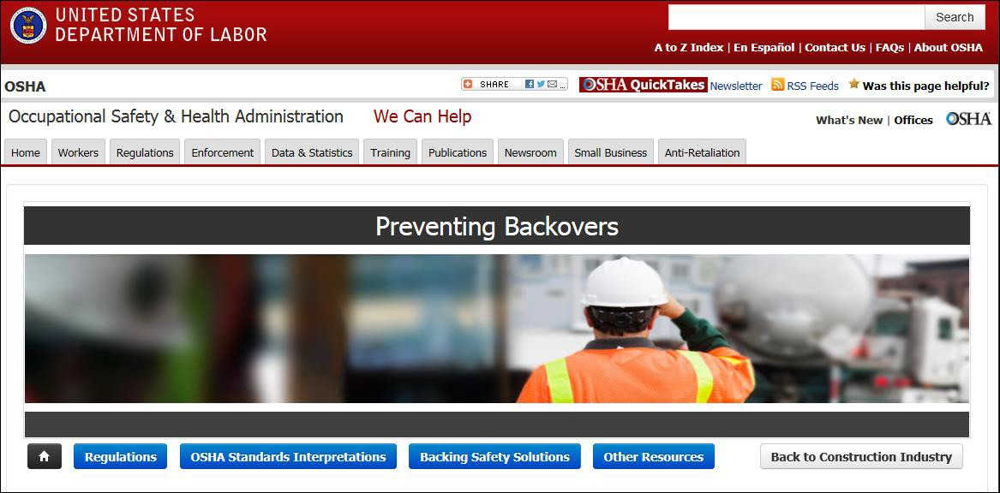 UNITED STATES
DEPARTMENT OF LABOR
Search
A to Z Index | En Español | Contact Us | FAQs | About OSHA
OSHA
SHARE ...
OSHA QuickTakes Newsletter RSS Feeds Was this page helpful?
Occupational Safety & Health Administration We Can Help
What's New | Offices OSHA
Home Workers Regulations Enforcement Data & Statistics Training Publications Newsroom Small Business Anti-Retaliation
Preventing Backovers
Regulations OSHA Standards Interpretations Backing Safety Solutions Other Resources Back to Construction Industry